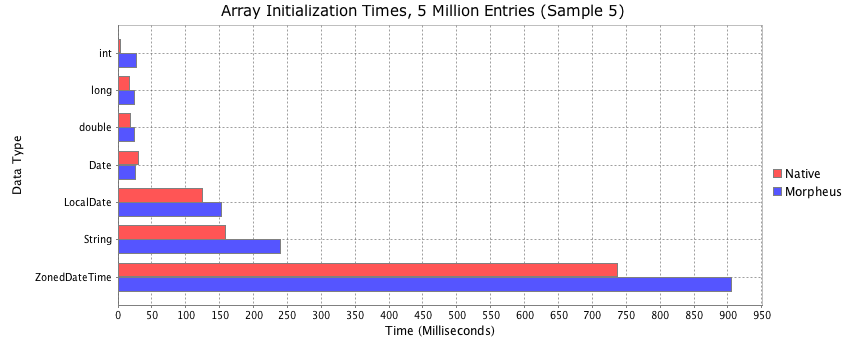 Array Initialization Times, 5 Million Entries (Sample 5)
Data Type
int
long
double
Date
LocalDate
String
ZonedDateTime
0 50 100 150 200 250 300 350 400 450 500 550 600 650 700 750 800 850 900 950
Time (Milliseconds)
Native
Morpheus